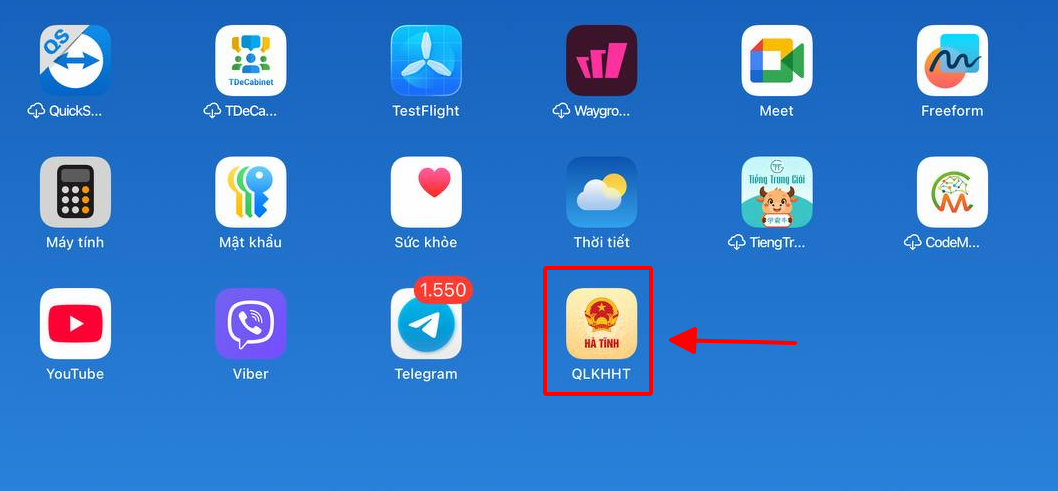 QS
TDeCabinet
QuickS...
TDeCa...
TestFlight
Waygro...
Meet
Freeform
Tiếng Trung Giỏi
Máy tính
Mật khẩu
Sức khỏe
Thời tiết
TiengTr...
CodeM...
1.550
HÀ TĨNH
YouTube
Viber
Telegram
QLKHHT